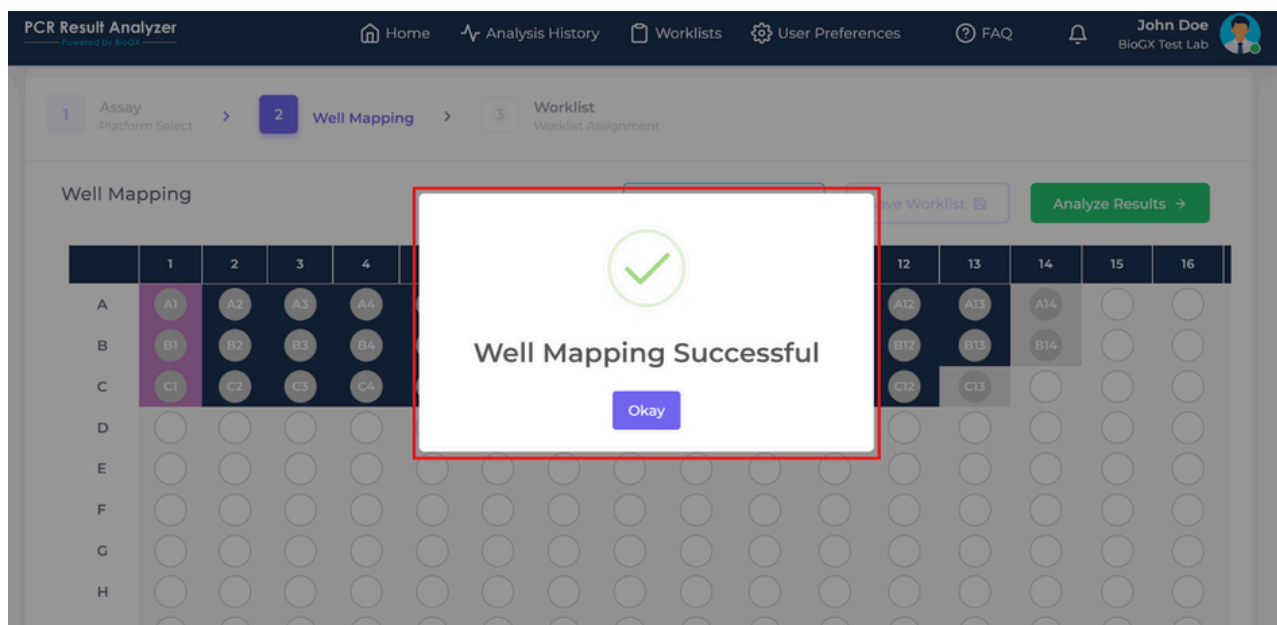 PCR Result Analyzer
Powered by BioGX
Home
Analysis History
Worklists
User Preferences
FAQ
John Doe
BioGX Test Lab
1
Assay
Platform Select
2
Well Mapping
3
Worklist
Worklist Assignment
Well Mapping
Worklist
Analyze Results
1 2 3 4 12 13 14 15 16
A A1 A2 A3 A4 A12 A13 A14
B B1 B2 B3 B4 B12 B13 B14
C C1 C2 C3 C4 C12 C13
D
E
F
G
H
Well Mapping Successful
Okay